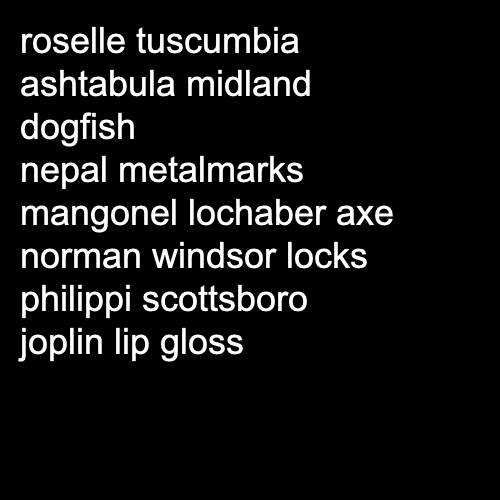 roselle tuscumbia
ashtabula midland
dogfish
nepal metalmarks
mangonel lochaber axe
norman windsor locks
philippi scottsboro
joplin lip gloss